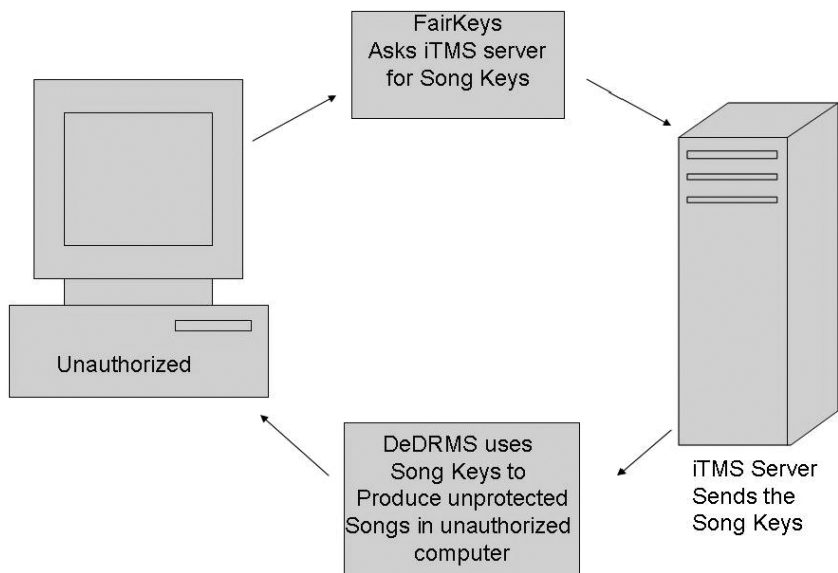 FairKeys
Asks iTMS server
for Song Keys
Unauthorized
DeDRMS uses
Song Keys to
Produce unprotected
Songs in unauthorized
computer
iTMS Server
Sends the
Song Keys